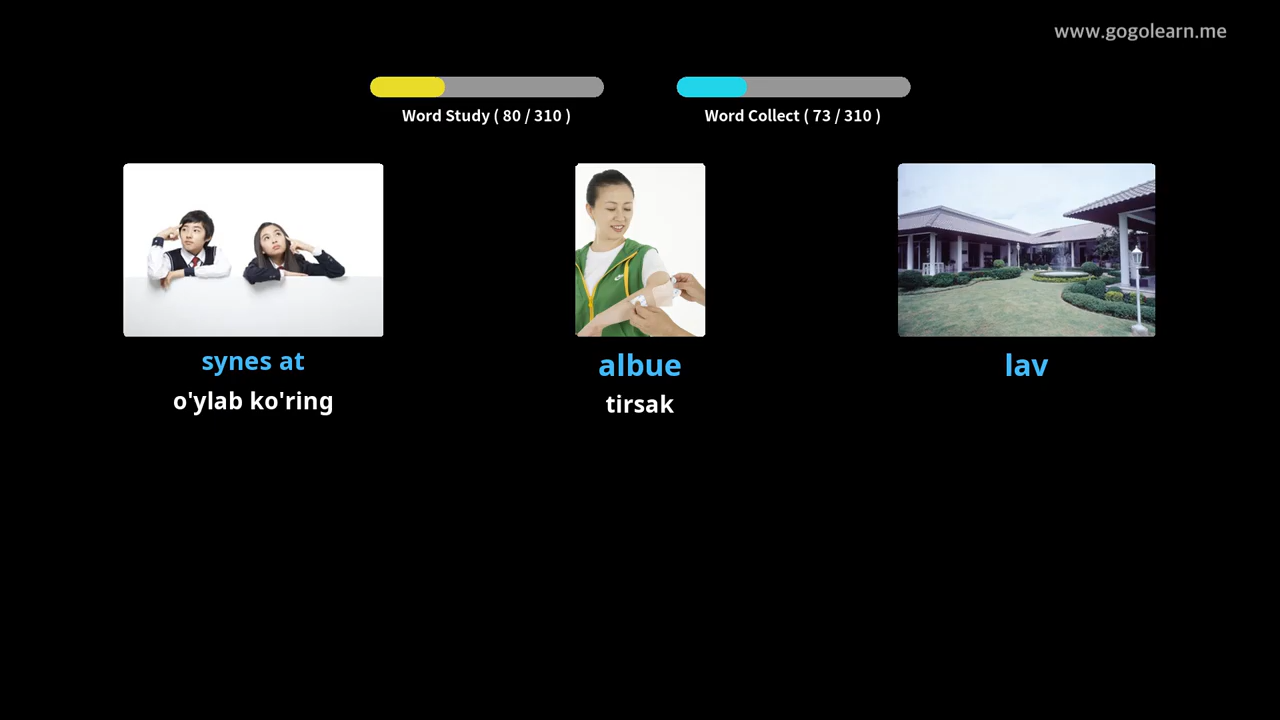 www.gogolearn.me
Word Study ( 80 / 310 )
Word Collect ( 73 / 310 )
synes at
o'ylab ko'ring
albue
tirsak
lav